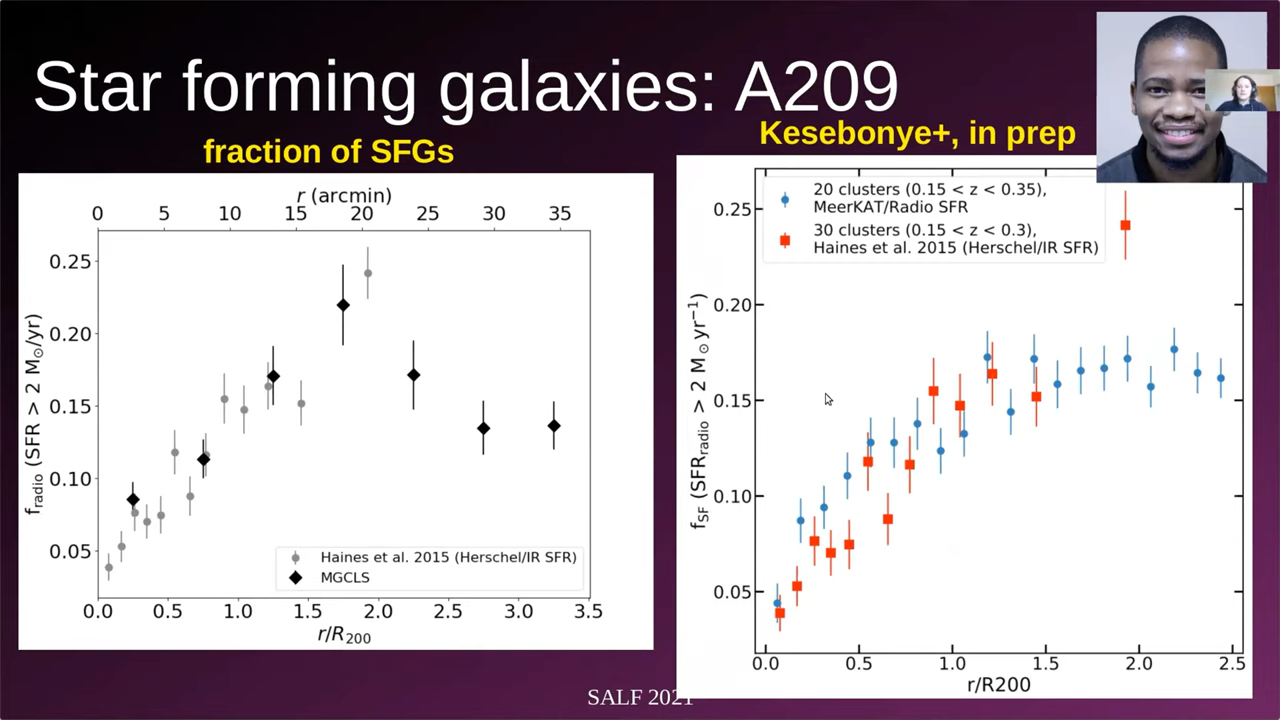 Star forming galaxies: A209
fraction of SFGs
Kesebonye+, in prep
r (arcmin)
0 5 10 15 20 25 30 35
0.25
0.20
0.15
0.10
0.05
f_radio (SFR > 2 M⊙/yr)
Haines et al. 2015 (Herschel/IR SFR)
MGCLS
0.0 0.5 1.0 1.5 2.0 2.5 3.0 3.5
r/R200
20 clusters (0.15 < z < 0.35),
MeerKAT/Radio SFR
30 clusters (0.15 < z < 0.3),
Haines et al. 2015 (Herschel/IR SFR)
0.25
0.20
0.15
0.10
0.05
f_SF (SFR_radio > 2 M⊙ yr⁻¹)
0.0 0.5 1.0 1.5 2.0 2.5
r/R200
SALF 2021